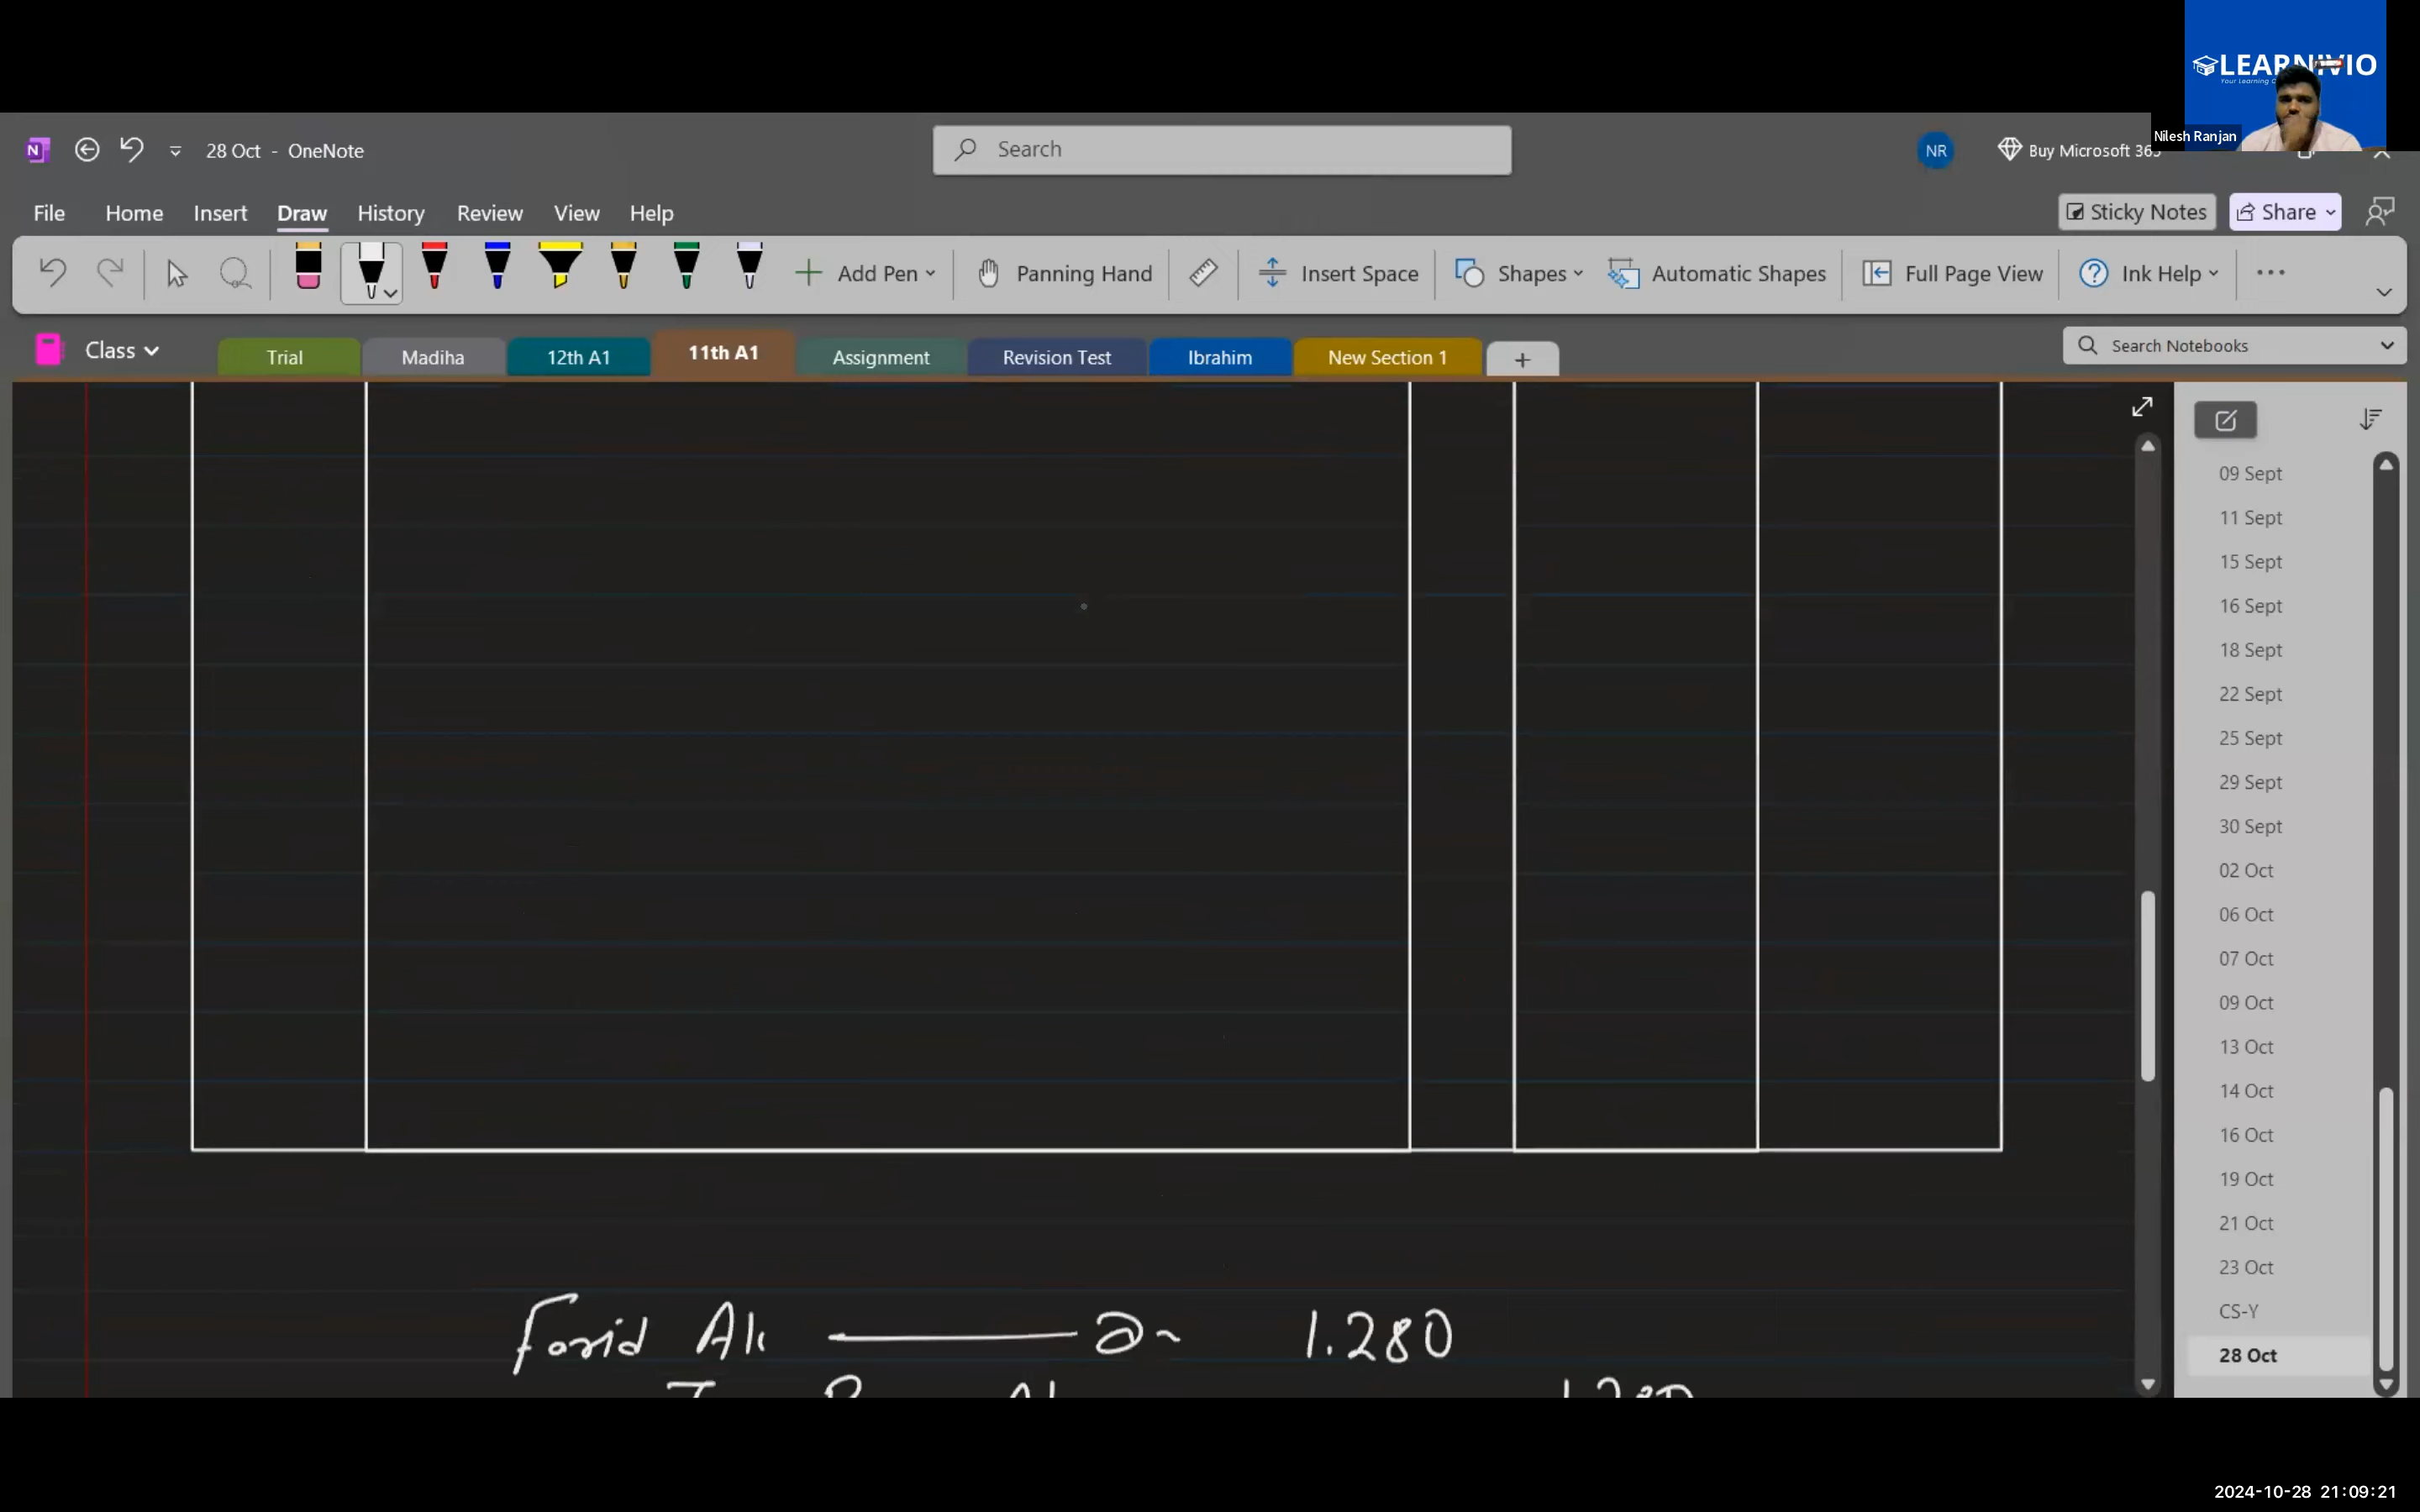 LEARNIVIO
Nilesh Ranjan
28 Oct - OneNote
Search
NR
Buy Microsoft 365
File Home Insert Draw History Review View Help
Sticky Notes
Share
Add Pen
Panning Hand
Insert Space
Shapes
Automatic Shapes
Full Page View
Ink Help
Class
Trial
Madiha
12th A1
11th A1
Assignment
Revision Test
Ibrahim
New Section 1
Search Notebooks
09 Sept
11 Sept
15 Sept
16 Sept
18 Sept
22 Sept
25 Sept
29 Sept
30 Sept
02 Oct
06 Oct
07 Oct
09 Oct
13 Oct
14 Oct
16 Oct
19 Oct
21 Oct
23 Oct
CS-Y
28 Oct
Farid A/c 1.280
2024-10-28 21:09:21